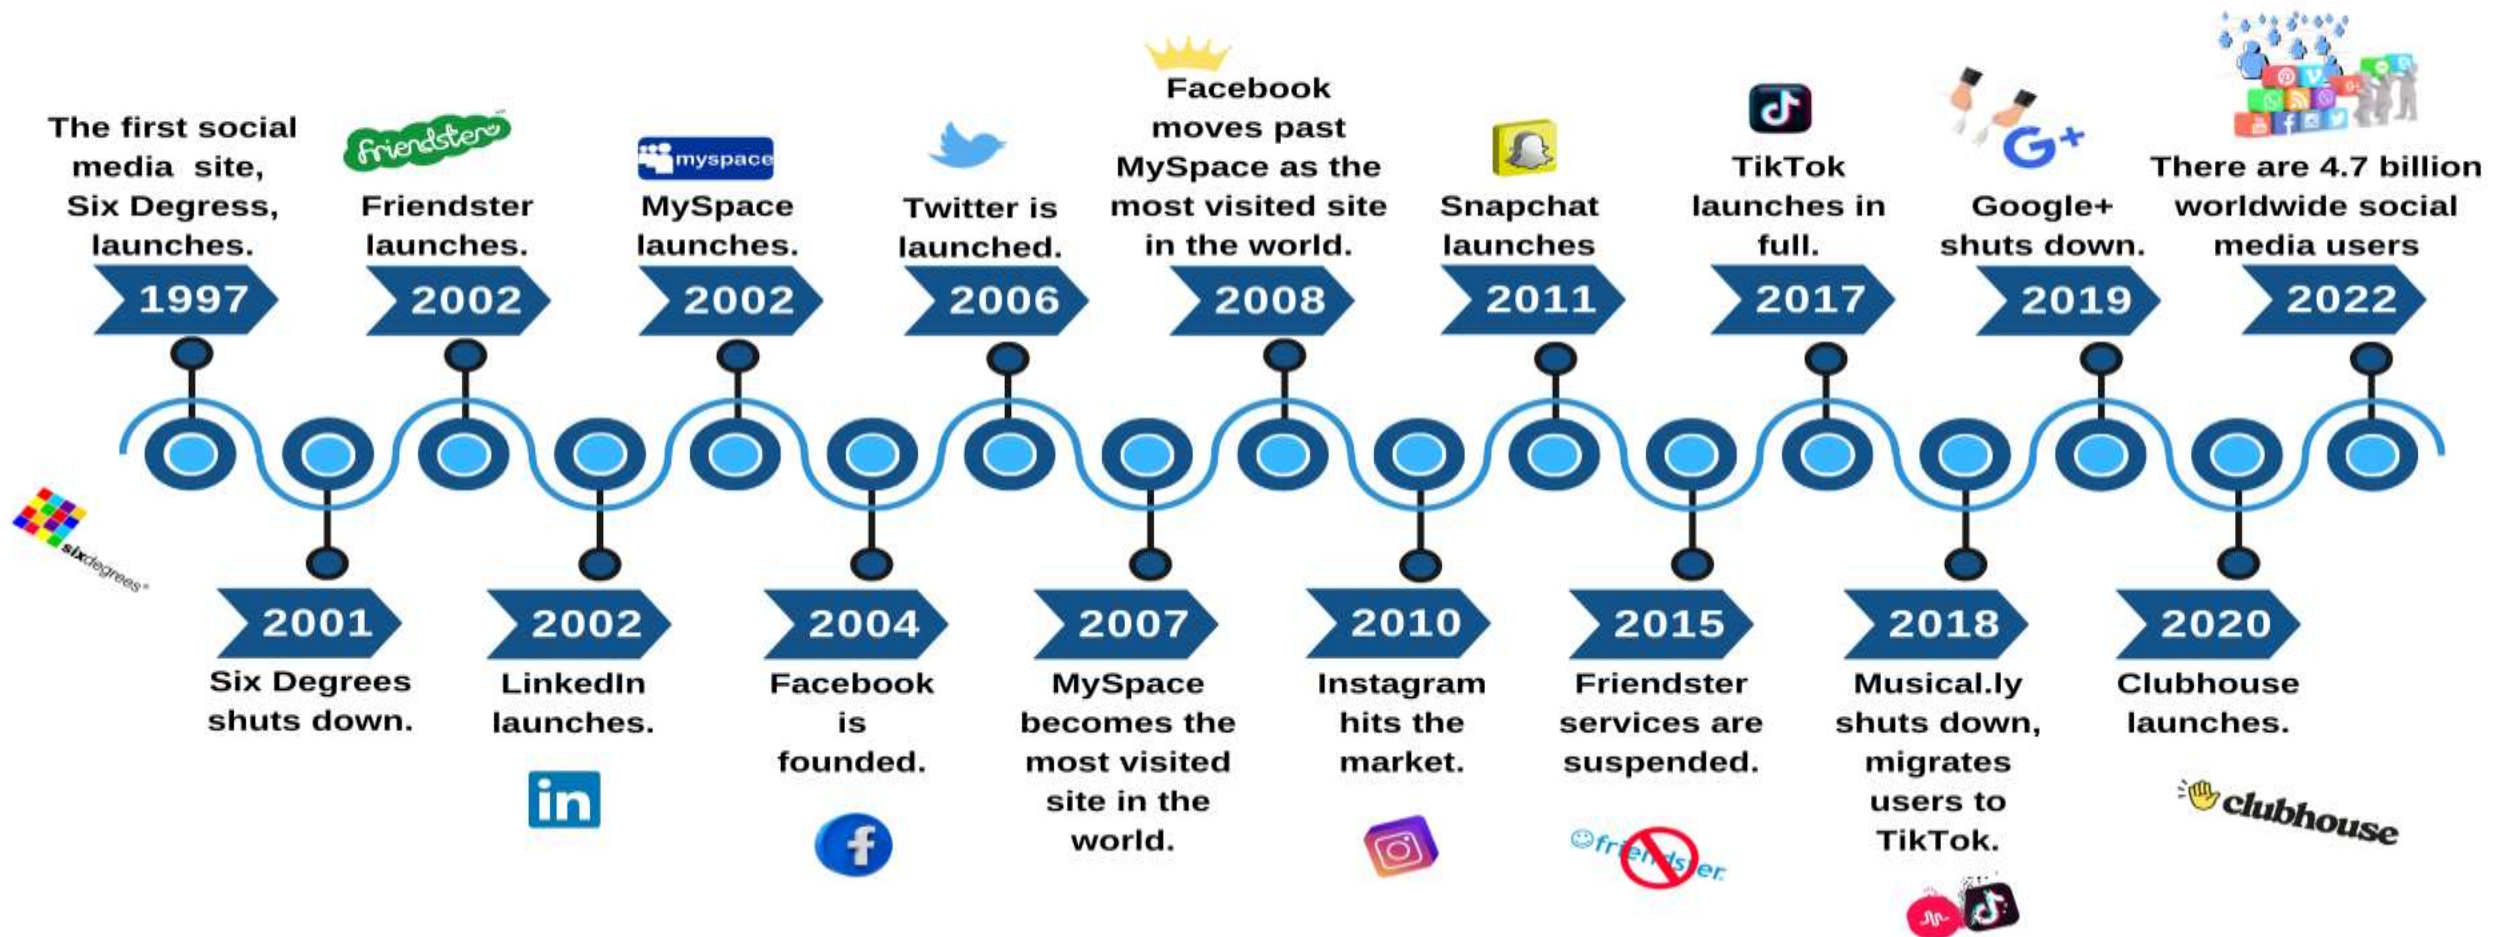 The first social
media site,
Six Degress,
launches.
1997
sixdegrees
2001
Six Degrees
shuts down.
friendster
Friendster
launches.
2002
2002
LinkedIn
launches.
in
myspace
MySpace
launches.
2002
2004
Facebook
is
founded.
f
Twitter is
launched.
2006
2007
MySpace
becomes the
most visited
site in the
world.
Facebook
moves past
MySpace as the
most visited site
in the world.
2008
2010
Instagram
hits the
market.
Snapchat
launches
2011
2015
Friendster
services are
suspended.
friendster
TikTok
launches in
full.
2017
2018
Musical.ly
shuts down,
migrates
users to
TikTok.
G+
Google+
shuts down.
2019
2020
Clubhouse
launches.
clubhouse
There are 4.7 billion
worldwide social
media users
2022